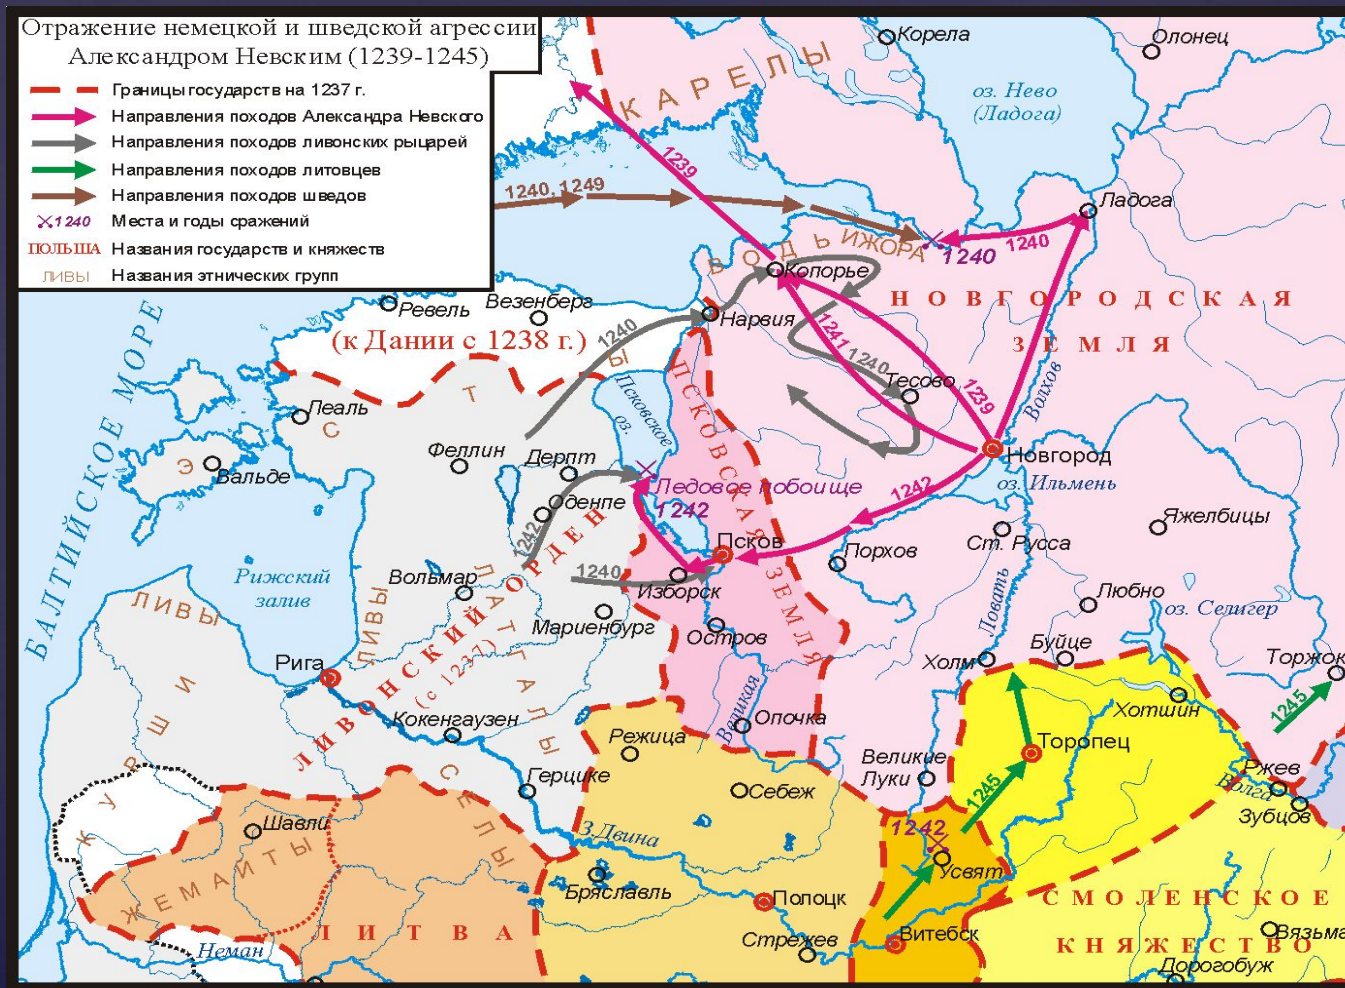 Отражение немецкой и шведской агрессии
Александром Невским (1239-1245)
Границы государств на 1237 г.
Направления походов Александра Невского
Направления походов ливонских рыцарей
Направления походов литовцев
Направления походов шведов
1240 Места и годы сражений
ПОЛЬША Названия государств и княжеств
ЛИВЫ Названия этнических групп
КАРЕЛЫ
Корела
Олонец
оз. Нево
(Ладога)
1239
1240, 1249
Ладога
1240
1240
ВОДЬ
ИЖОРА
Колорье
НОВГОРОДСКАЯ
ЗЕМЛЯ
БАЛТИЙСКОЕ МОРЕ
Ревель
Везенберг
(к Дании с 1238 г.)
Нарвия
1240
1241
1240
1239
Тесово
Волхов
Псковское
оз.
ПСКОВСКАЯ
ЗЕМЛЯ
Леаль
ЭСТЫ
Вальде
Феллин
Дерпт
Оденпе
Новгород
оз. Ильмень
1242
Ледовое побоище
1242
1242
Псков
Порхов
Ст. Русса
Яжелбицы
Рижский
залив
Вольмар
1240
Изборск
Мариенбург
Остров
Ловать
Любно
оз. Селигер
ЛИВЫ
ЛИВЫ
ЛАТГАЛЫ
ЛИВОНСКИЙ ОРДЕН
(с 1237)
Рига
Холм
Буйце
Торжок
КУРШИ
Кокенгаузен
Великая
Опочка
Хотшин
1245
Режица
Торопец
Герцике
СЕЛЫ
Великие
Луки
Ржев
Волга
Зубцов
Себеж
1245
Шавли
З.Двина
1242
Усвят
ЖЕМАЙТЫ
Бряславль
Полоцк
СМОЛЕНСКОЕ
КНЯЖЕСТВО
ЛИТВА
Неман
Стрежев
Витебск
Вязьма
Дорогобуж